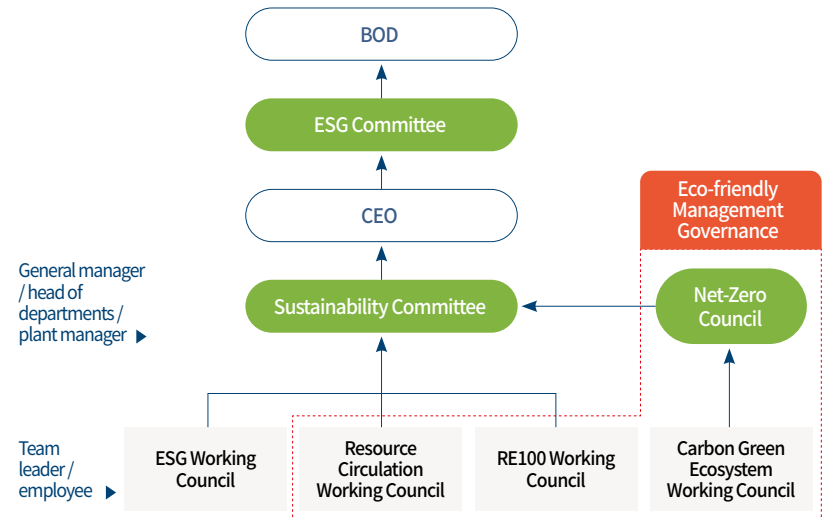 BOD
ESG Committee
CEO
Eco-friendly
Management
Governance
General manager
/ head of
departments /
plant manager ▶
Sustainability Committee
Net-Zero
Council
Team
leader /
employee ▶
ESG Working
Council
Resource
Circulation
Working Council
RE100 Working
Council
Carbon Green
Ecosystem
Working Council